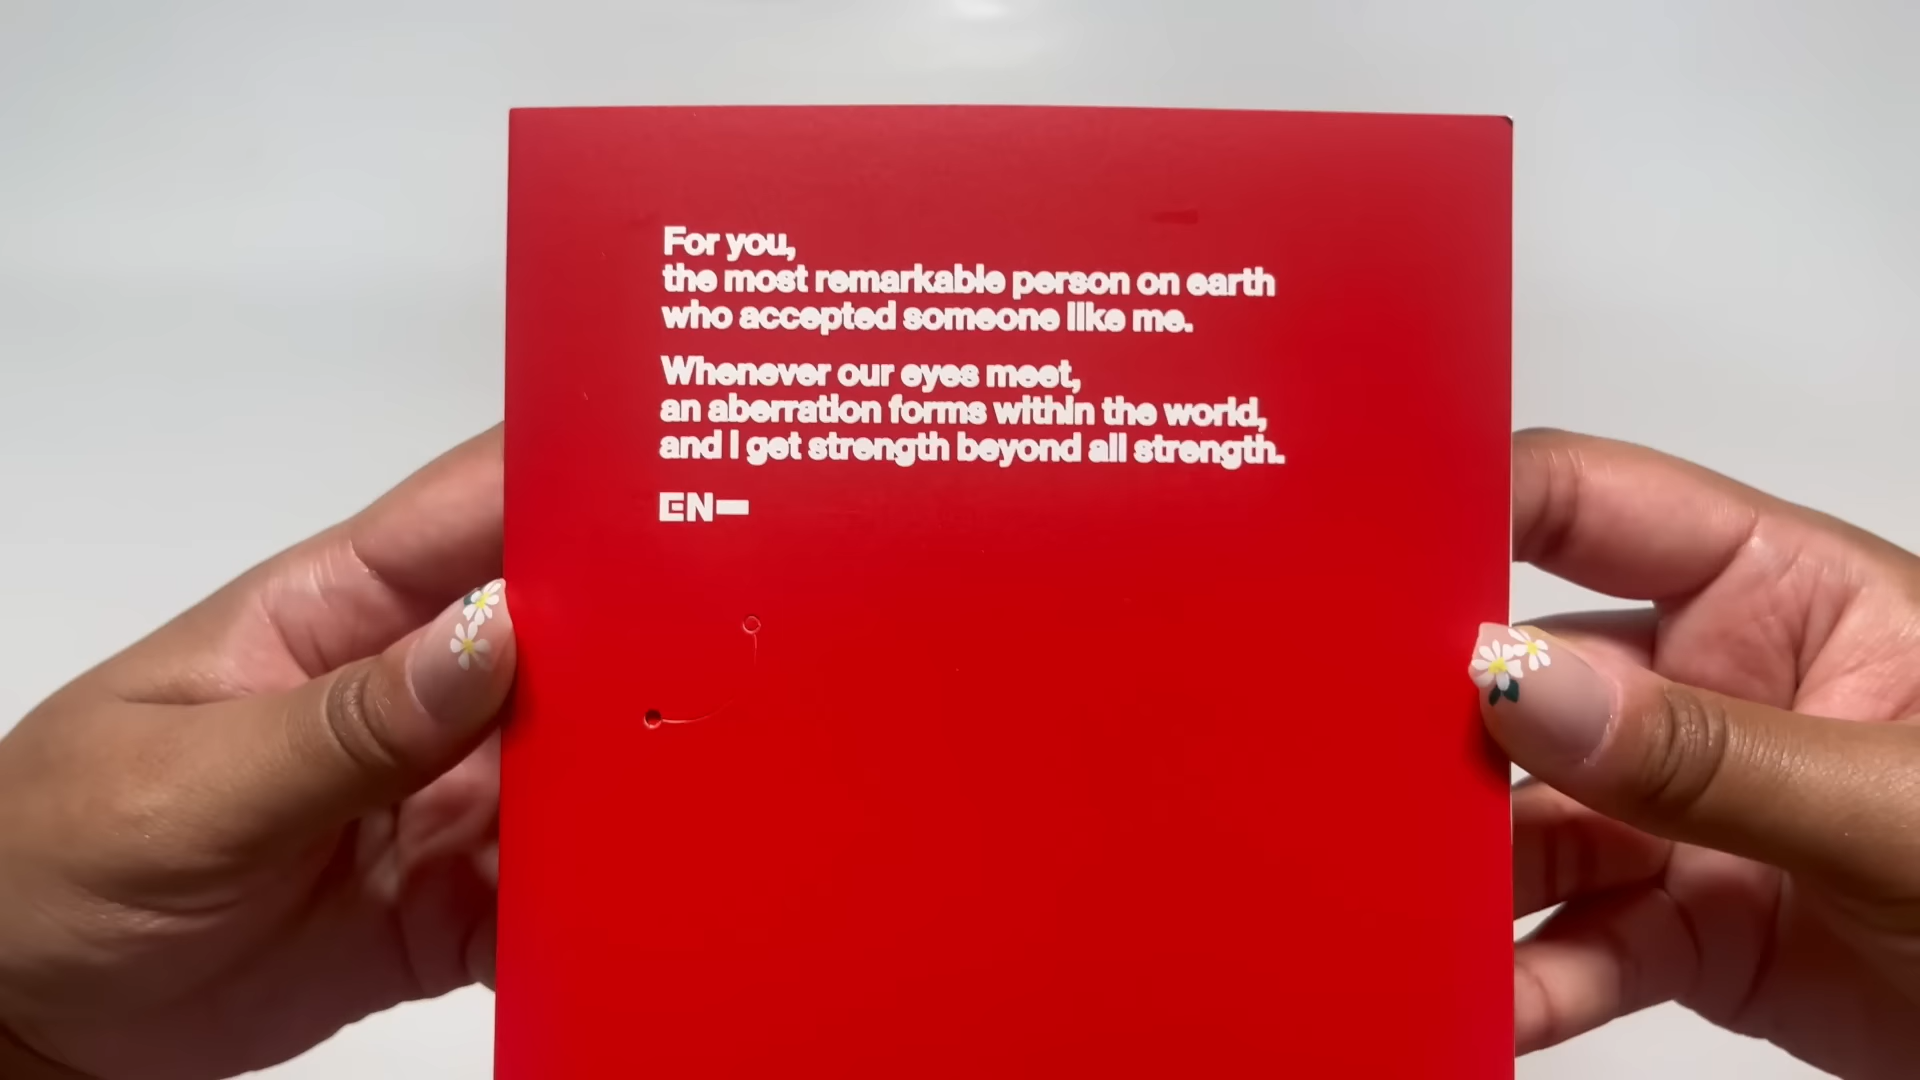 For you,
the most remarkable person on earth
who accepted someone like me.
Whenever our eyes meet,
an aberration forms within the world,
and I get strength beyond all strength.
EN–